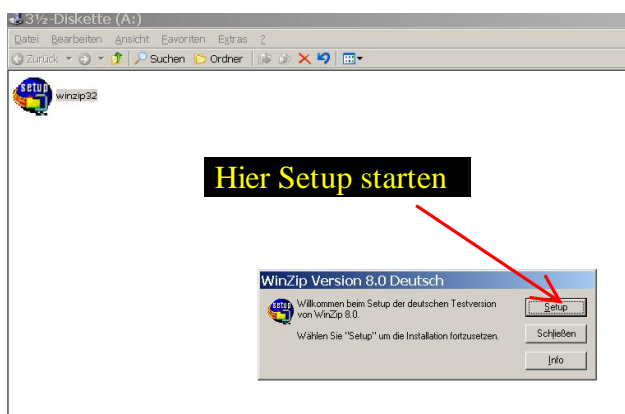 3½-Diskette (A:)
Datei Bearbeiten Ansicht Favoriten Extras ?
Zurück Suchen Ordner
setup
winzip32
Hier Setup starten
WinZip Version 8.0 Deutsch
setup
Willkommen beim Setup der deutschen Testversion
von WinZip 8.0.
Wählen Sie "Setup" um die Installation fortzusetzen.
Setup
Schließen
Info